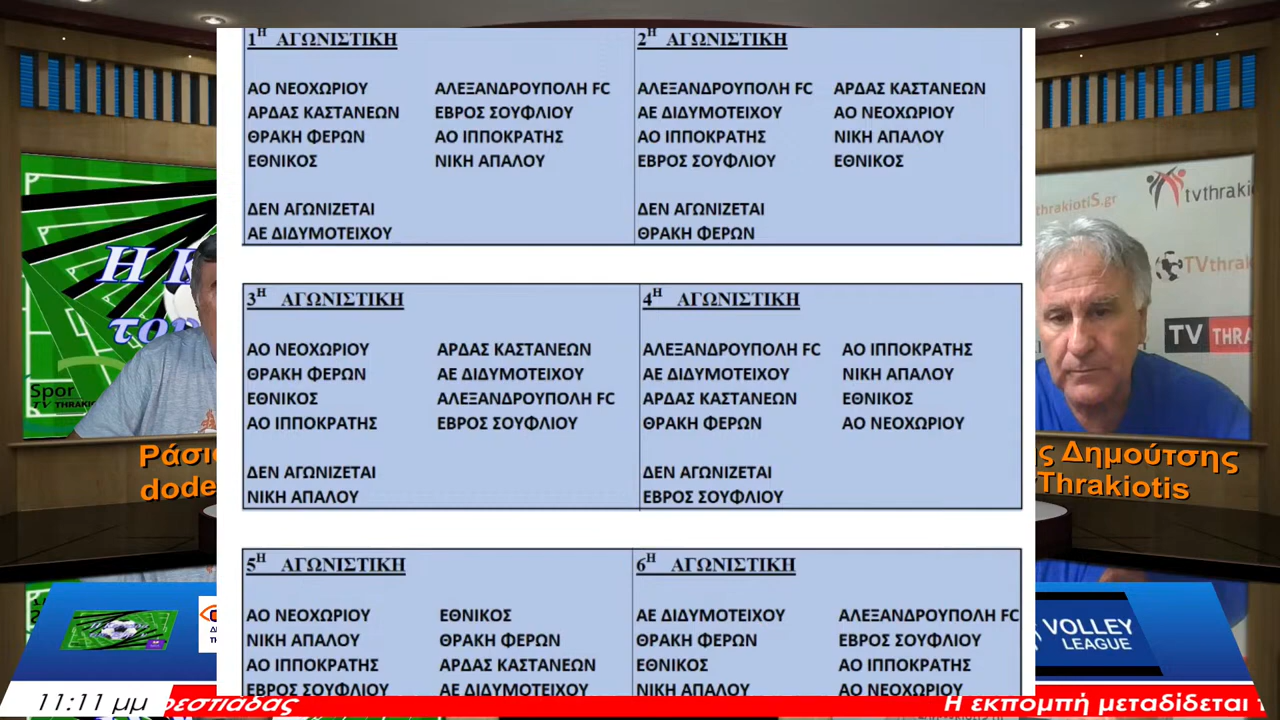 1Η ΑΓΩΝΙΣΤΙΚΗ
ΑΟ ΝΕΟΧΩΡΙΟΥ ΑΛΕΞΑΝΔΡΟΥΠΟΛΗ FC
ΑΡΔΑΣ ΚΑΣΤΑΝΕΩΝ ΕΒΡΟΣ ΣΟΥΦΛΙΟΥ
ΘΡΑΚΗ ΦΕΡΩΝ ΑΟ ΙΠΠΟΚΡΑΤΗΣ
ΕΘΝΙΚΟΣ ΝΙΚΗ ΑΠΑΛΟΥ
ΔΕΝ ΑΓΩΝΙΖΕΤΑΙ
ΑΕ ΔΙΔΥΜΟΤΕΙΧΟΥ
2Η ΑΓΩΝΙΣΤΙΚΗ
ΑΛΕΞΑΝΔΡΟΥΠΟΛΗ FC ΑΡΔΑΣ ΚΑΣΤΑΝΕΩΝ
ΑΕ ΔΙΔΥΜΟΤΕΙΧΟΥ ΑΟ ΝΕΟΧΩΡΙΟΥ
ΑΟ ΙΠΠΟΚΡΑΤΗΣ ΝΙΚΗ ΑΠΑΛΟΥ
ΕΒΡΟΣ ΣΟΥΦΛΙΟΥ ΕΘΝΙΚΟΣ
ΔΕΝ ΑΓΩΝΙΖΕΤΑΙ
ΘΡΑΚΗ ΦΕΡΩΝ
3Η ΑΓΩΝΙΣΤΙΚΗ
ΑΟ ΝΕΟΧΩΡΙΟΥ ΑΡΔΑΣ ΚΑΣΤΑΝΕΩΝ
ΘΡΑΚΗ ΦΕΡΩΝ ΑΕ ΔΙΔΥΜΟΤΕΙΧΟΥ
ΕΘΝΙΚΟΣ ΑΛΕΞΑΝΔΡΟΥΠΟΛΗ FC
ΑΟ ΙΠΠΟΚΡΑΤΗΣ ΕΒΡΟΣ ΣΟΥΦΛΙΟΥ
ΔΕΝ ΑΓΩΝΙΖΕΤΑΙ
ΝΙΚΗ ΑΠΑΛΟΥ
4Η ΑΓΩΝΙΣΤΙΚΗ
ΑΛΕΞΑΝΔΡΟΥΠΟΛΗ FC ΑΟ ΙΠΠΟΚΡΑΤΗΣ
ΑΕ ΔΙΔΥΜΟΤΕΙΧΟΥ ΝΙΚΗ ΑΠΑΛΟΥ
ΑΡΔΑΣ ΚΑΣΤΑΝΕΩΝ ΕΘΝΙΚΟΣ
ΘΡΑΚΗ ΦΕΡΩΝ ΑΟ ΝΕΟΧΩΡΙΟΥ
ΔΕΝ ΑΓΩΝΙΖΕΤΑΙ
ΕΒΡΟΣ ΣΟΥΦΛΙΟΥ
5Η ΑΓΩΝΙΣΤΙΚΗ
ΑΟ ΝΕΟΧΩΡΙΟΥ ΕΘΝΙΚΟΣ
ΝΙΚΗ ΑΠΑΛΟΥ ΘΡΑΚΗ ΦΕΡΩΝ
ΑΟ ΙΠΠΟΚΡΑΤΗΣ ΑΡΔΑΣ ΚΑΣΤΑΝΕΩΝ
ΕΒΡΟΣ ΣΟΥΦΛΙΟΥ ΑΕ ΔΙΔΥΜΟΤΕΙΧΟΥ
6Η ΑΓΩΝΙΣΤΙΚΗ
ΑΕ ΔΙΔΥΜΟΤΕΙΧΟΥ ΑΛΕΞΑΝΔΡΟΥΠΟΛΗ FC
ΘΡΑΚΗ ΦΕΡΩΝ ΕΒΡΟΣ ΣΟΥΦΛΙΟΥ
ΕΘΝΙΚΟΣ ΑΟ ΙΠΠΟΚΡΑΤΗΣ
ΝΙΚΗ ΑΠΑΛΟΥ ΑΟ ΝΕΟΧΩΡΙΟΥ
Η Κ
του
Spor
TV THRAKIO
Ράσι
dode
thrakiotiS.gr
tvthraki
TVthrak
TV THRA
ς Δημούτσης
Thrakiotis
VOLLEY
LEAGUE
11:11 μμ
ρεστιάδας
Η εκπομπή μεταδίδεται